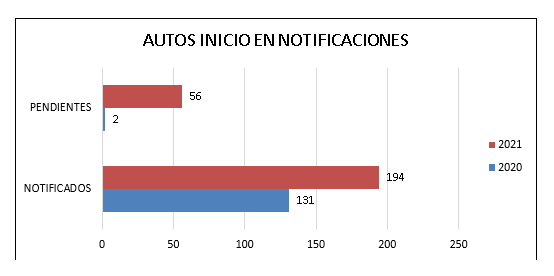 AUTOS INICIO EN NOTIFICACIONES
PENDIENTES
56
2
2021
2020
NOTIFICADOS
194
131
0 50 100 150 200 250